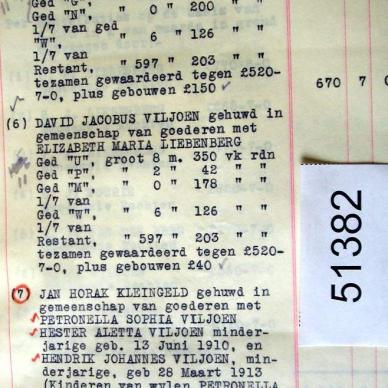 Ged "G", " 0 " 200 " "
Ged "N",
1/7 van ged
"W", " 6 " 126 " "
1/7 van
Restant, " 597 " 203 " "
tezamen gewaardeerd tegen £520-
7-0, plus gebouwen £150
670 7 0
(6) DAVID JACOBUS VILJOEN gehuwd in
gemeenschap van goederen met
ELIZABETH MARIA LIEBENBERG
Ged "U", groot 8 m. 350 vk rdn
Ged "P", " 2 " 42 " "
Ged "M", " 0 " 178 " "
1/7 van
Ged "W", " 6 " 126 " "
1/7 van
Restant, " 597 " 203 " "
tezamen gewaardeerd tegen £520-
7-0, plus gebouwen £40
51382
(7) JAN HORAK KLEINGELD gehuwd in
gemeenschap van goederen met
PETRONELLA SOPHIA VILJOEN
HESTER ALETTA VILJOEN minder-
jarige geb. 13 Juni 1910, en
HENDRIK JOHANNES VILJOEN, min-
derjarige, geb 28 Maart 1913
(Kinderen van wylen PETRONELLA